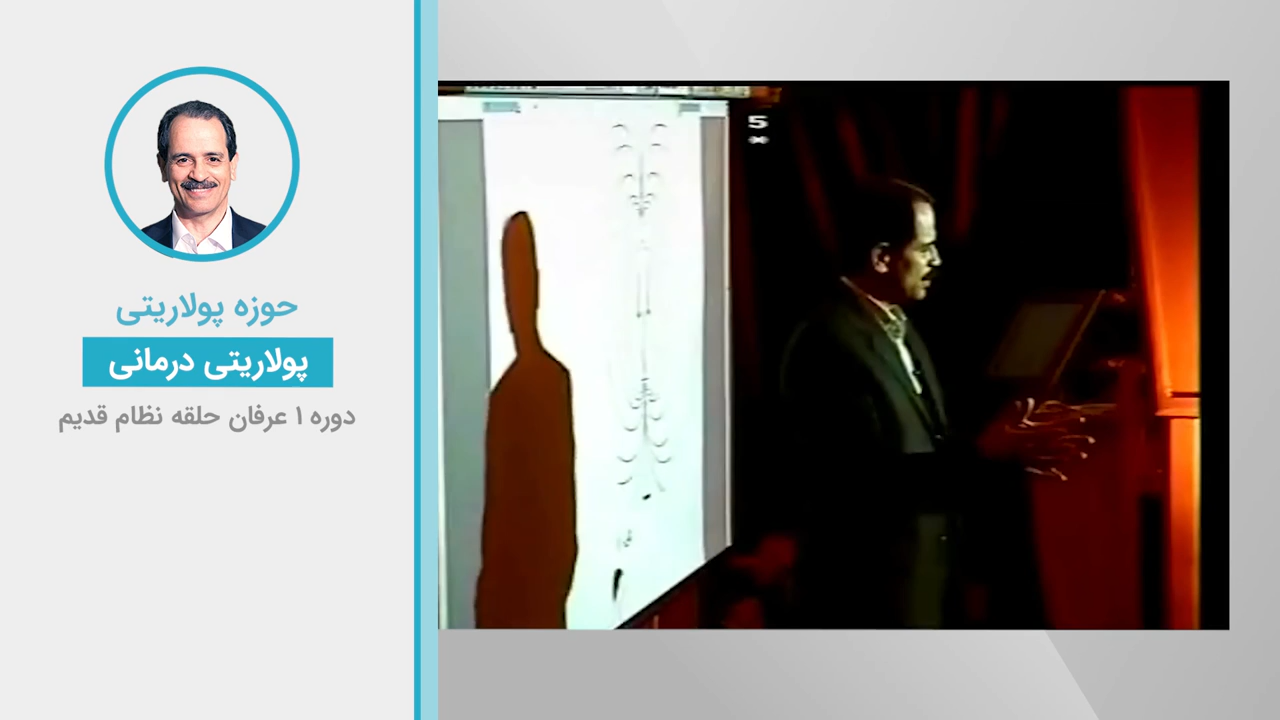 حوزه پولاریتی
پولاریتی درمانی
دوره ۱ عرفان حلقه نظام قدیم
5